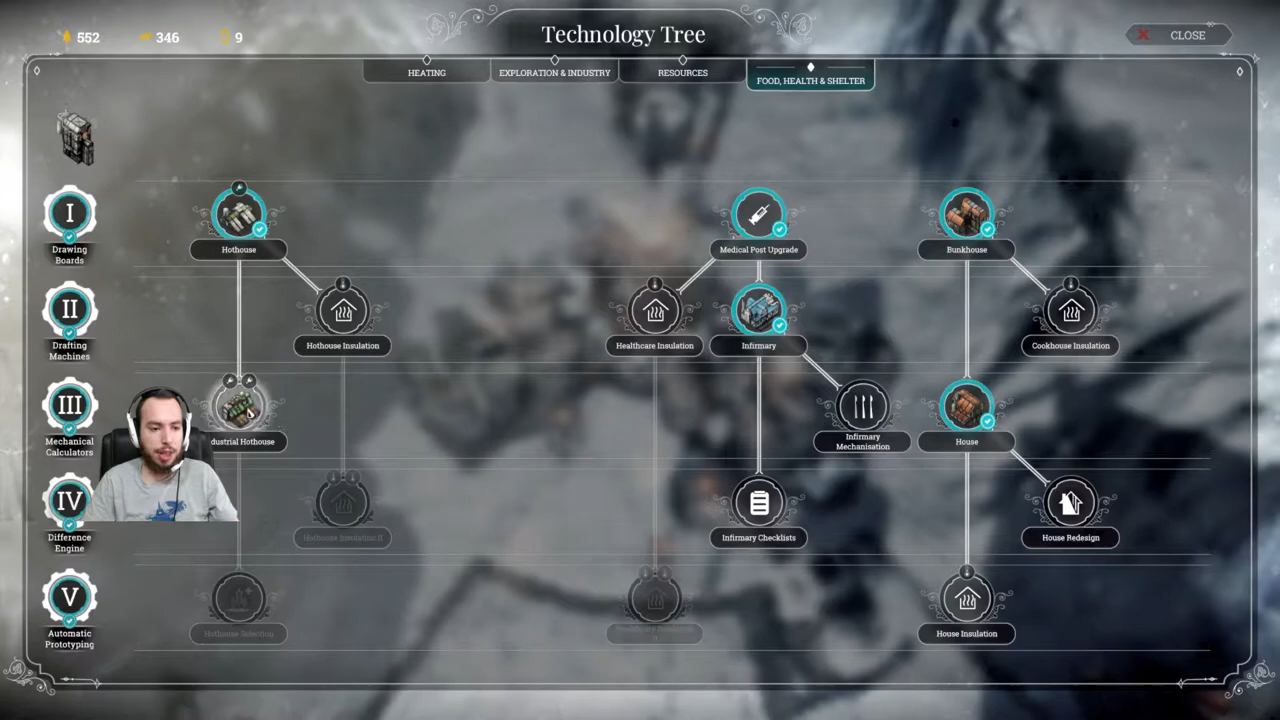 552
346
9
Technology Tree
CLOSE
HEATING
EXPLORATION & INDUSTRY
RESOURCES
FOOD, HEALTH & SHELTER
I
Drawing
Boards
Hothouse
Medical Post Upgrade
Bunkhouse
II
Drafting
Machines
Hothouse Insulation
Healthcare Insulation
Infirmary
Cookhouse Insulation
III
Mechanical
Calculators
dustrial Hothouse
Infirmary
Mechanisation
House
IV
Difference
Engine
Hothouse Insulation II
Infirmary Checklists
House Redesign
V
Automatic
Prototyping
Hothouse Selection
House Insulation